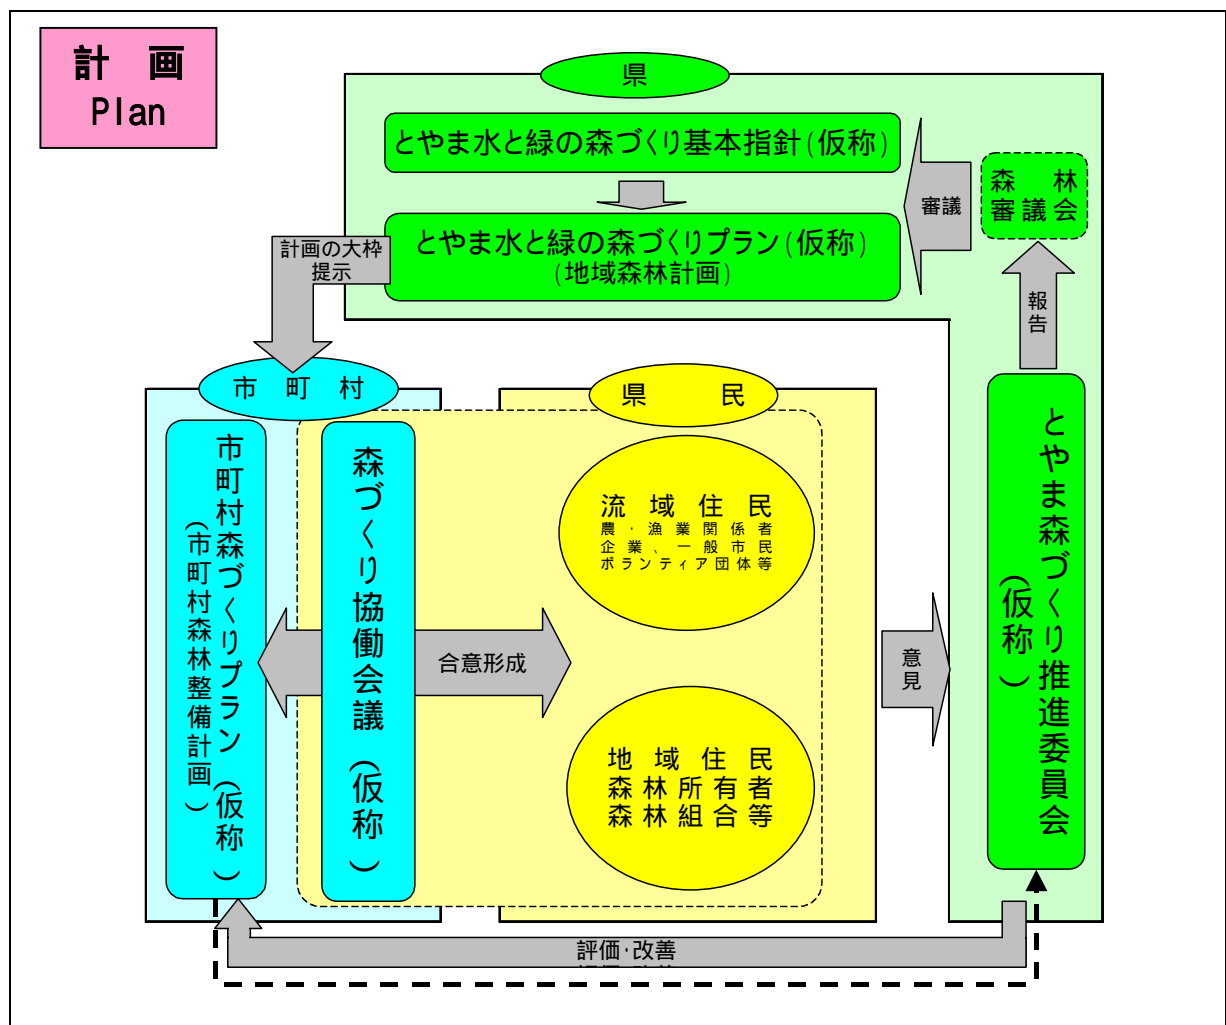 計 画
Plan
県
とやま水と緑の森づくり基本指針(仮称)
とやま水と緑の森づくりプラン(仮称)
(地域森林計画)
審議
森 林
審議会
報告
計画の大枠
提示
市 町 村
市町村森づくりプラン(仮称)
(市町村森林整備計画)
森づくり協働会議(仮称)
合意形成
県 民
流域住民
農・漁業関係者
企業、一般市民
ボランティア団体等
地域住民
森林所有者
森林組合等
意見
とやま森づくり推進委員会
(仮称)
評価・改善